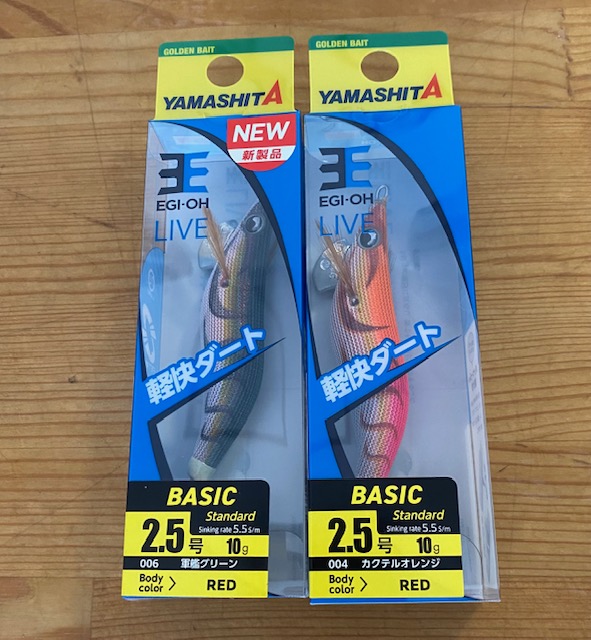 GOLDEN BAIT
YAMASHITA
NEW
新製品
EGI-OH
LIVE
軽快ダート
BASIC
Standard
Sinking rate 5.5 S/m
2.5号
10g
006 軍艦グリーン
Body color > RED
GOLDEN BAIT
YAMASHITA
EGI-OH
LIVE
軽快ダート
BASIC
Standard
Sinking rate 5.5 S/m
2.5号
10g
004 カクテルオレンジ
Body color > RED